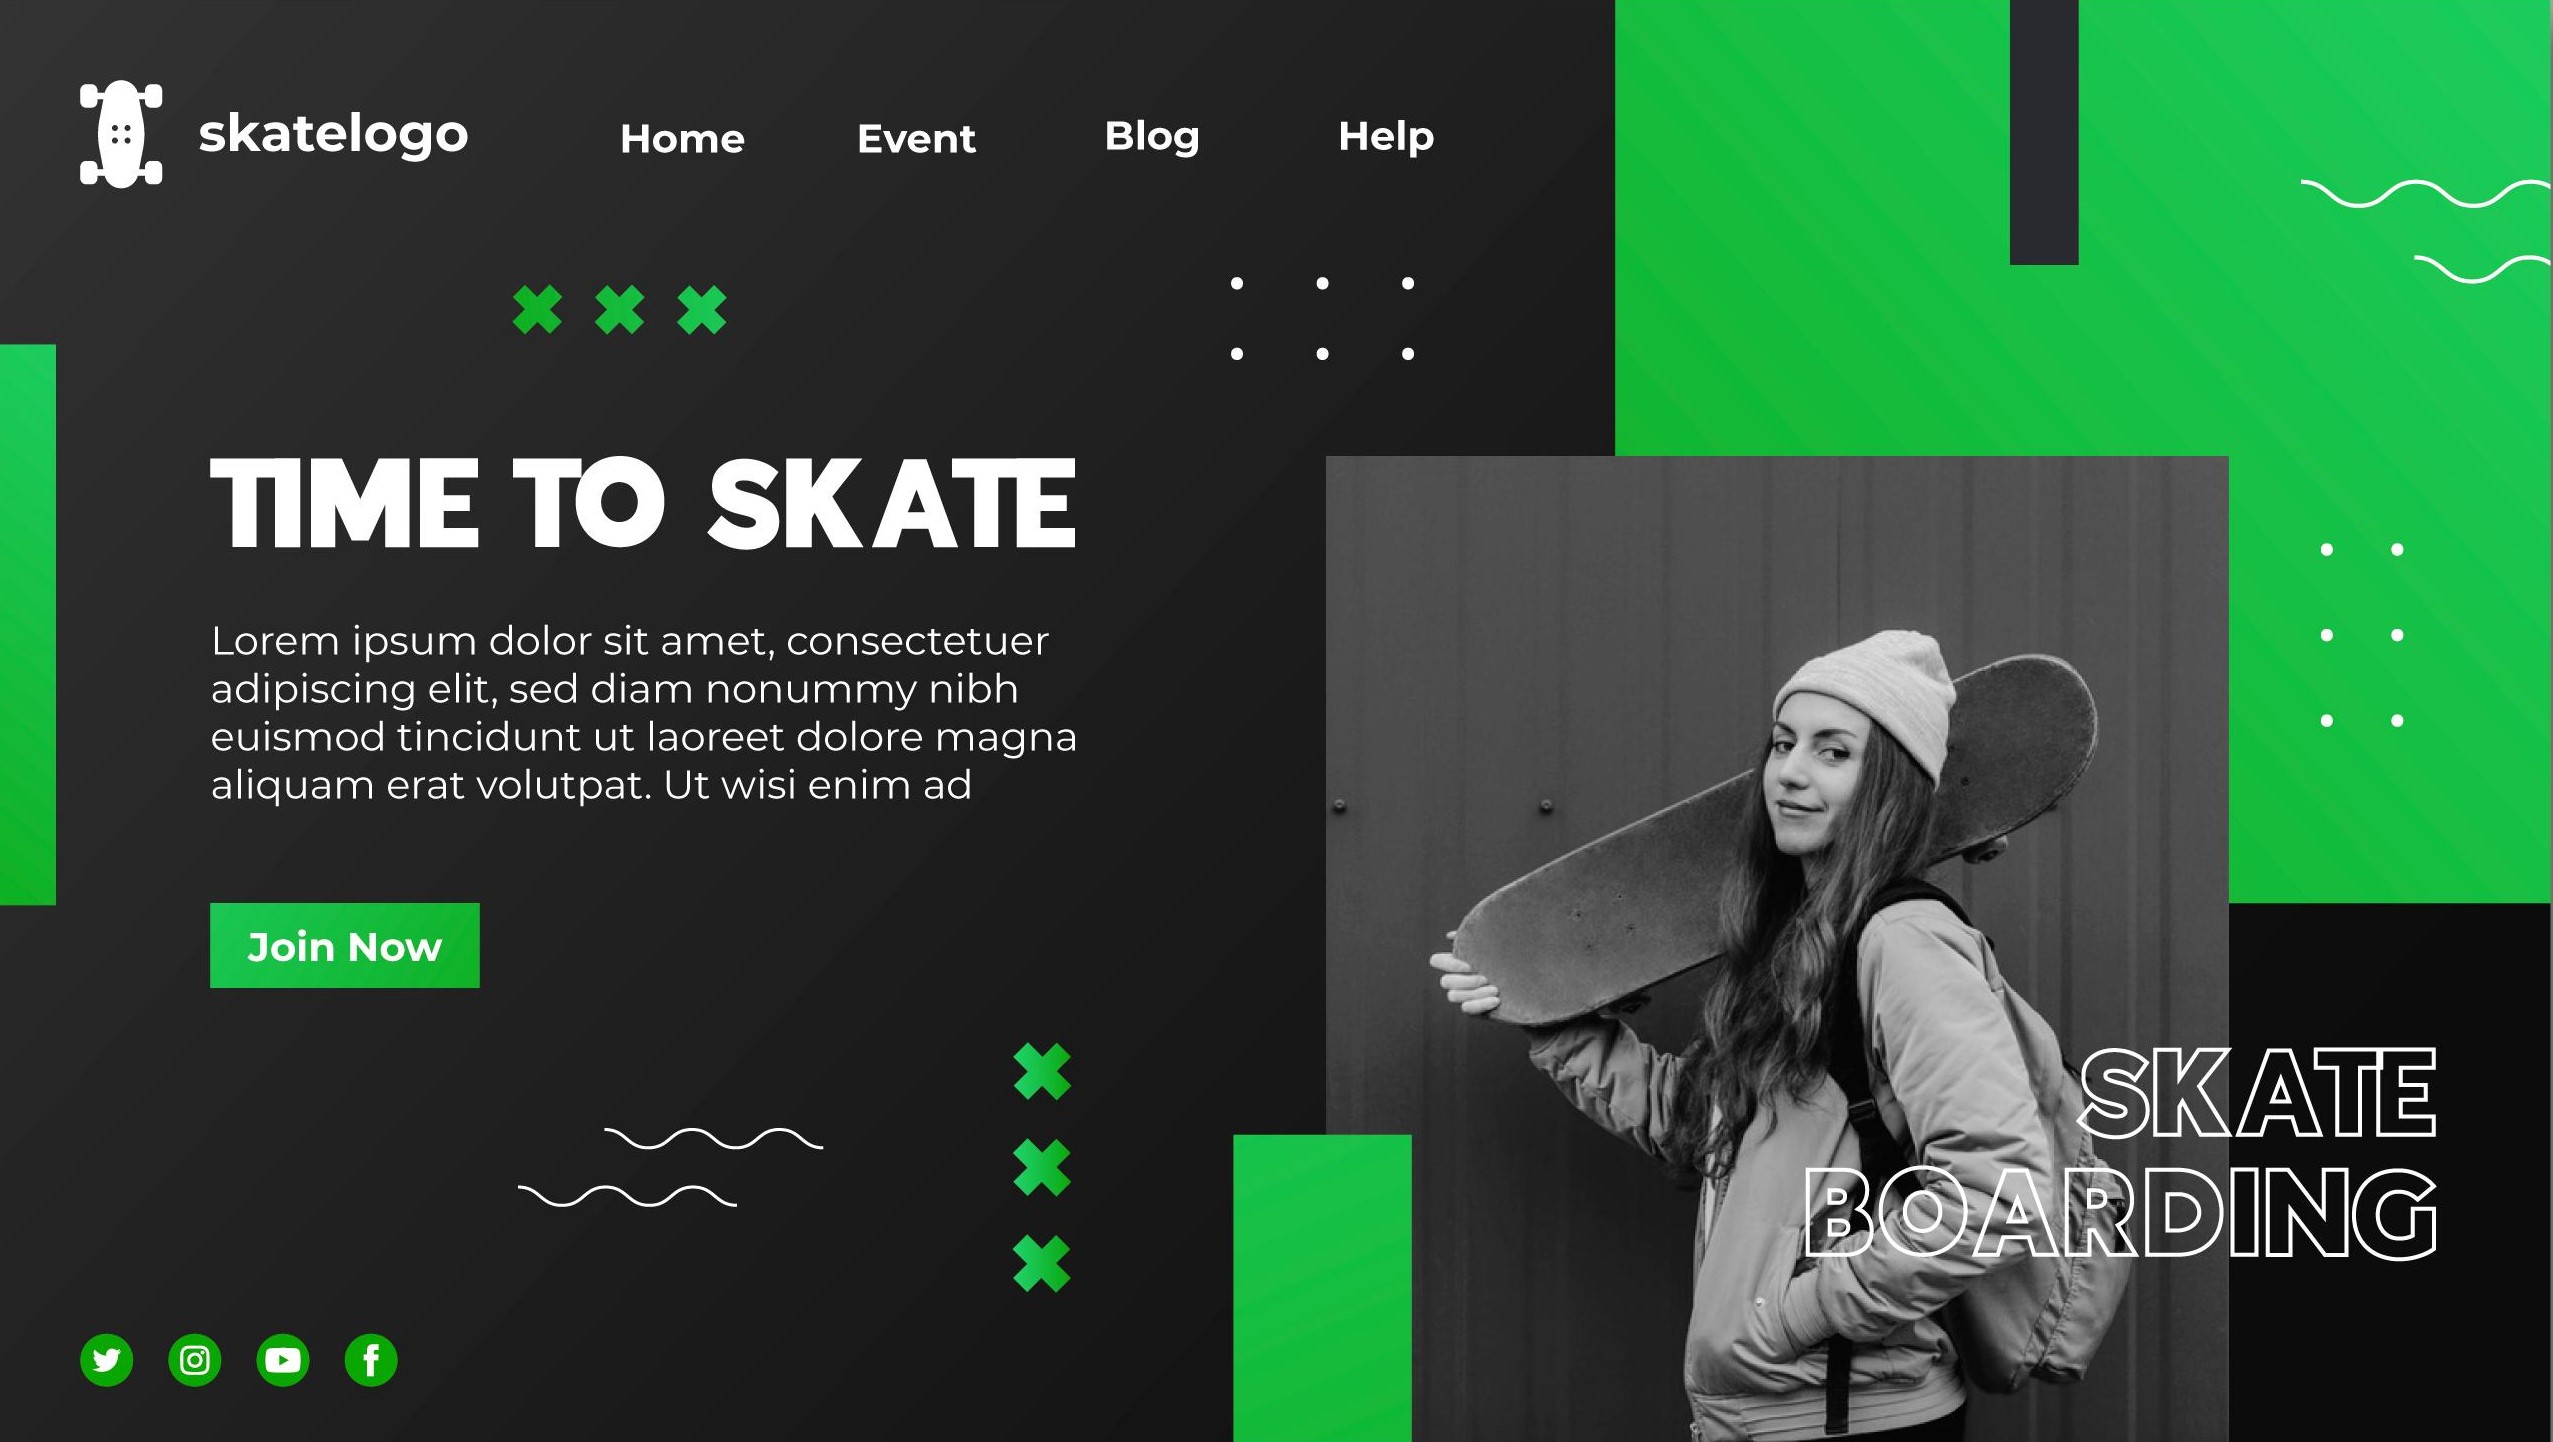 skatelogo
Home Event Blog Help
TIME TO SKATE
Lorem ipsum dolor sit amet, consectetuer
adipiscing elit, sed diam nonummy nibh
euismod tincidunt ut laoreet dolore magna
aliquam erat volutpat. Ut wisi enim ad
Join Now
SKATE
BOARDING